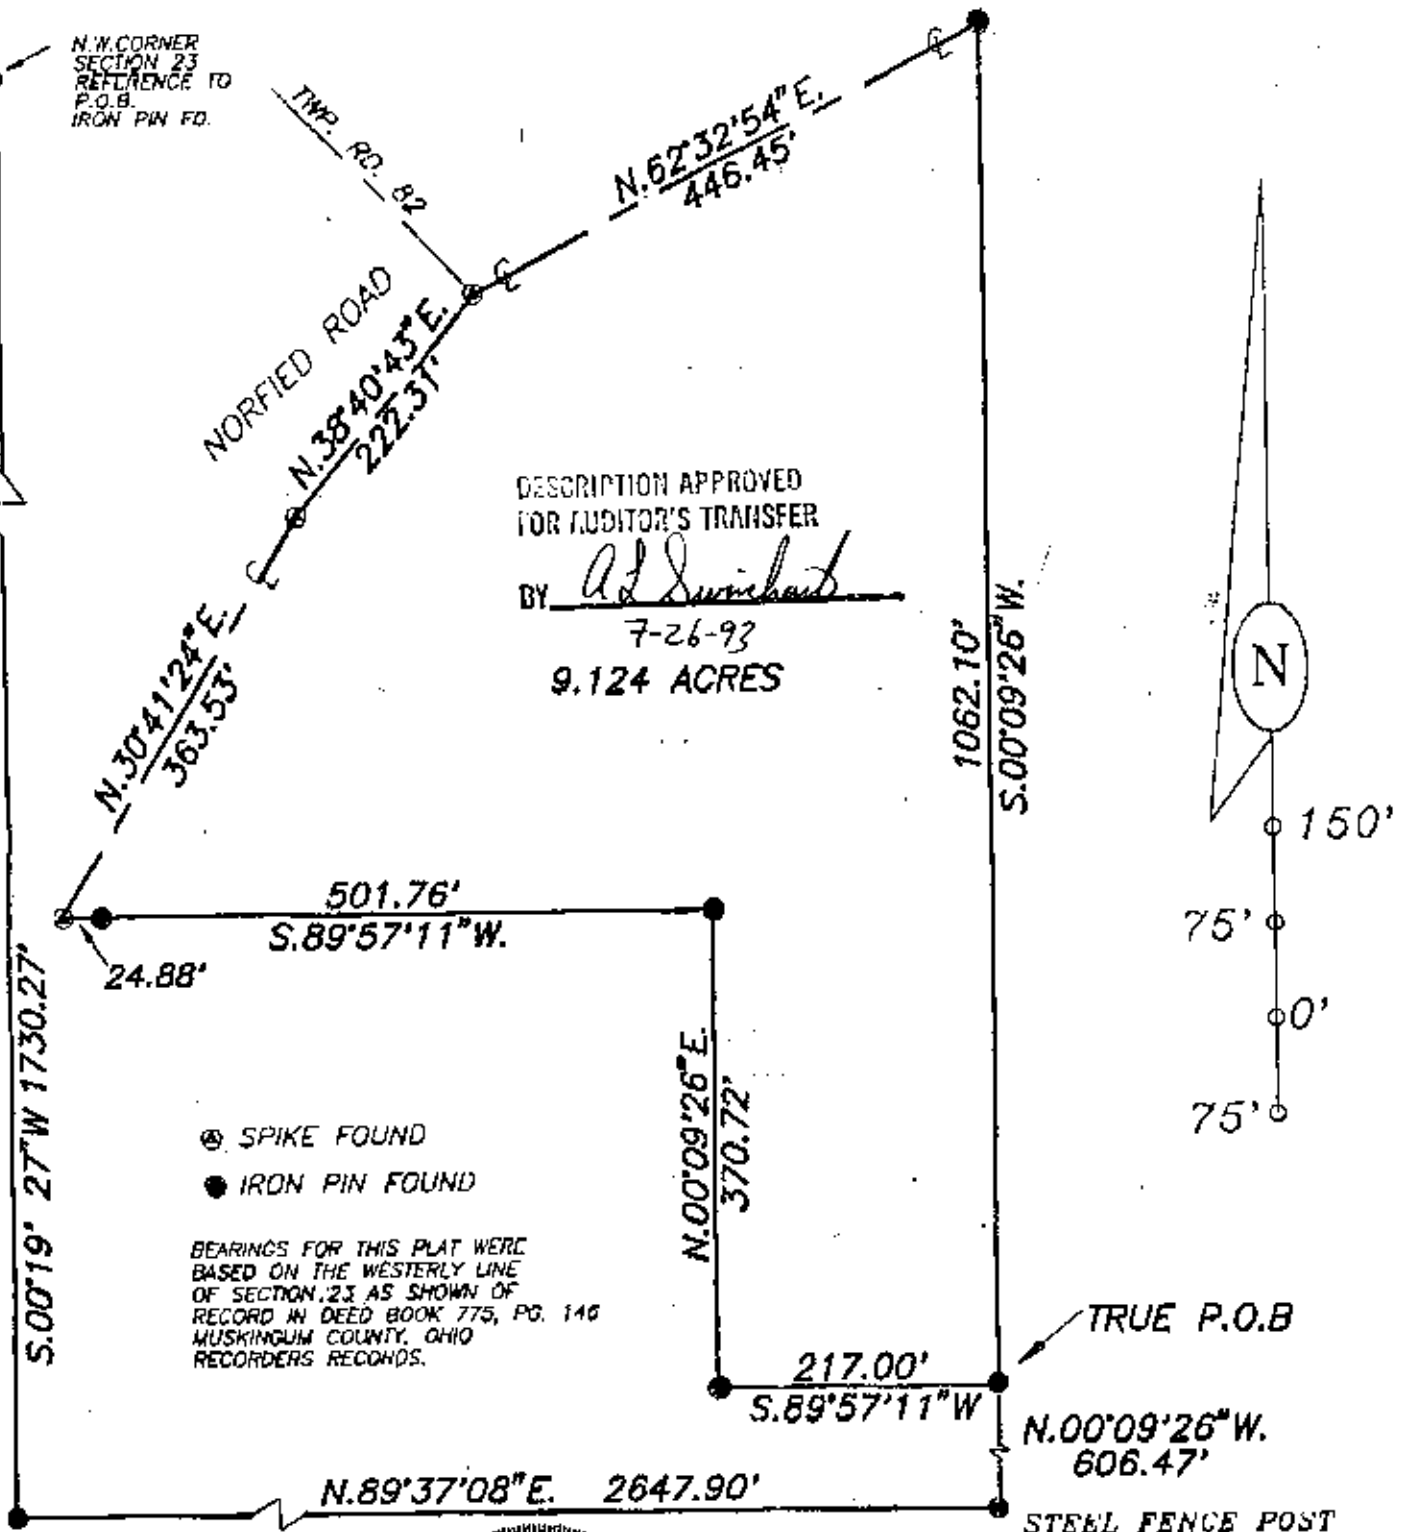 N.W.CORNER
SECTION 23
REFERENCE TO
P.O.B.
IRON PIN FD.
TWP. RD. 82
N.62°32'54"E.
446.45'
NORFIED ROAD
N.38°40'43"E.
222.31'
DESCRIPTION APPROVED
FOR AUDITOR'S TRANSFER
BY
7-26-93
9.124 ACRES
N.30°41'24"E.
363.53'
1062.10'
S.00°09'26"W.
N
150'
75'
0'
75'
501.76'
S.89°57'11"W.
24.88'
S.00°19' 27"W 1730.27'
N.00°09'26"E.
370.72'
SPIKE FOUND
IRON PIN FOUND
BEARINGS FOR THIS PLAT WERE
BASED ON THE WESTERLY LINE
OF SECTION 23 AS SHOWN OF
RECORD IN DEED BOOK 775, PG. 146
MUSKINGUM COUNTY, OHIO
RECORDERS RECORDS.
TRUE P.O.B
217.00'
S.89°57'11"W
N.00°09'26"W.
606.47'
N.89°37'08"E. 2647.90'
STEEL FENCE POST